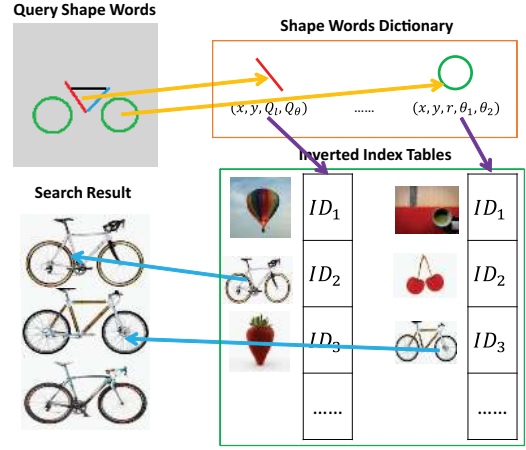 Query Shape Words
Shape Words Dictionary
(x, y, Q_l, Q_θ) ...... (x, y, r, θ_1, θ_2)
Inverted Index Tables
Search Result
ID_1 ID_1
ID_2 ID_2
ID_3 ID_3
...... ......